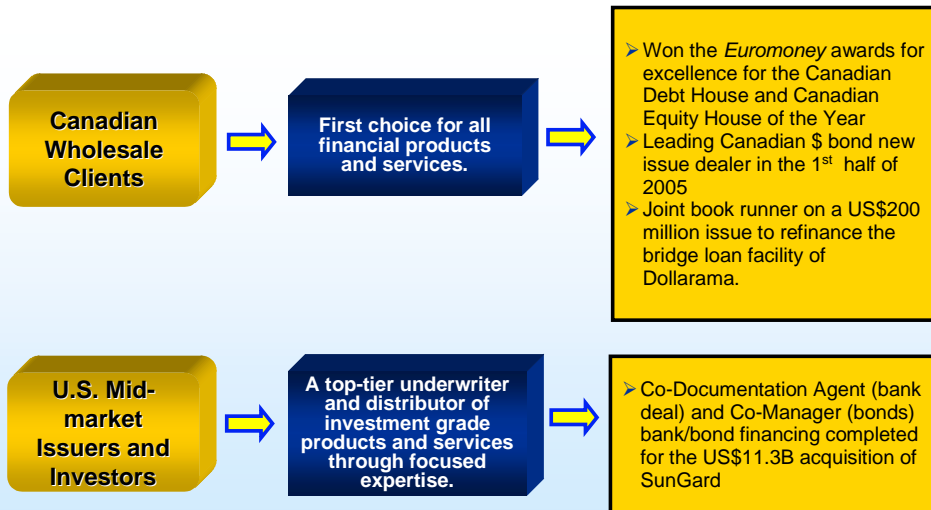 Canadian
Wholesale
Clients
First choice for all
financial products
and services.
➢ Won the Euromoney awards for
excellence for the Canadian
Debt House and Canadian
Equity House of the Year
➢ Leading Canadian $ bond new
issue dealer in the 1st half of
2005
➢ Joint book runner on a US$200
million issue to refinance the
bridge loan facility of
Dollarama.
U.S. Mid-
market
Issuers and
Investors
A top-tier underwriter
and distributor of
investment grade
products and services
through focused
expertise.
➢ Co-Documentation Agent (bank
deal) and Co-Manager (bonds)
bank/bond financing completed
for the US$11.3B acquisition of
SunGard